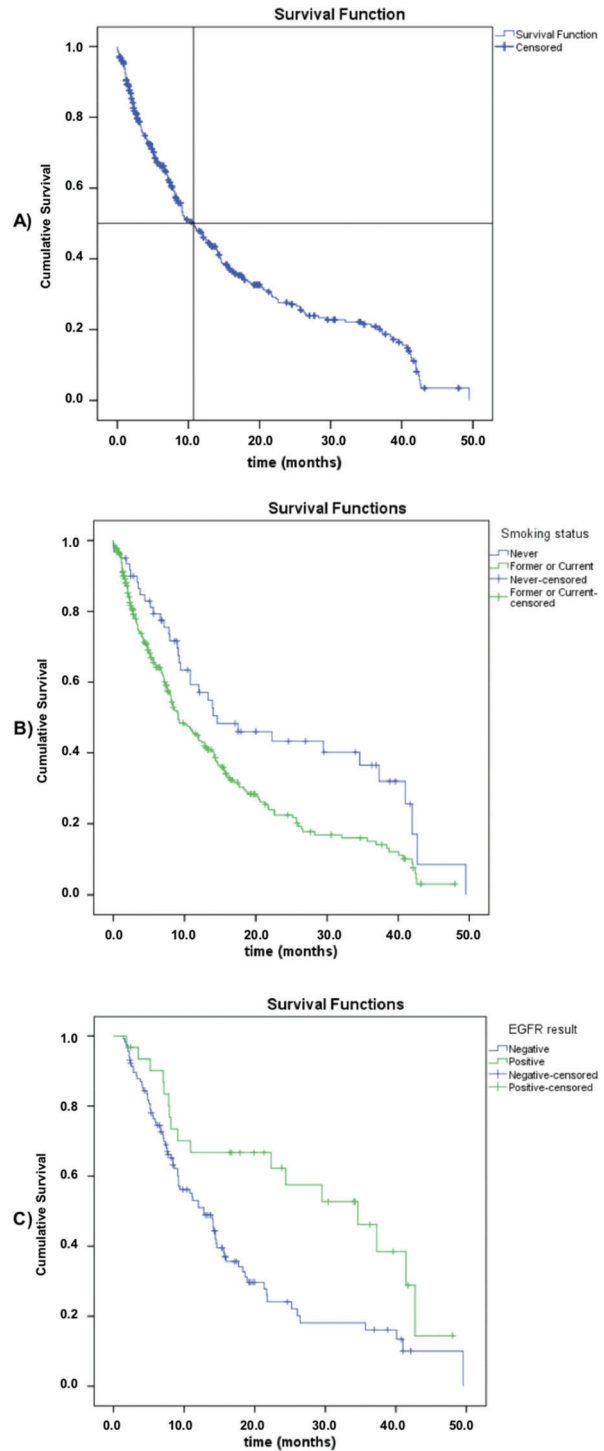 Survival Function
Survival Function
Censored
1.0
0.8
0.6
0.4
0.2
0.0
A)
Cumulative Survival
0.0 10.0 20.0 30.0 40.0 50.0
time (months)
Survival Functions
Smoking status
Never
Former or Current
Never-censored
Former or Current-
censored
1.0
0.8
0.6
0.4
0.2
0.0
B)
Cumulative Survival
0.0 10.0 20.0 30.0 40.0 50.0
time (months)
Survival Functions
EGFR result
Negative
Positive
Negative-censored
Positive-censored
1.0
0.8
0.6
0.4
0.2
0.0
C)
Cumulative Survival
0.0 10.0 20.0 30.0 40.0 50.0
time (months)